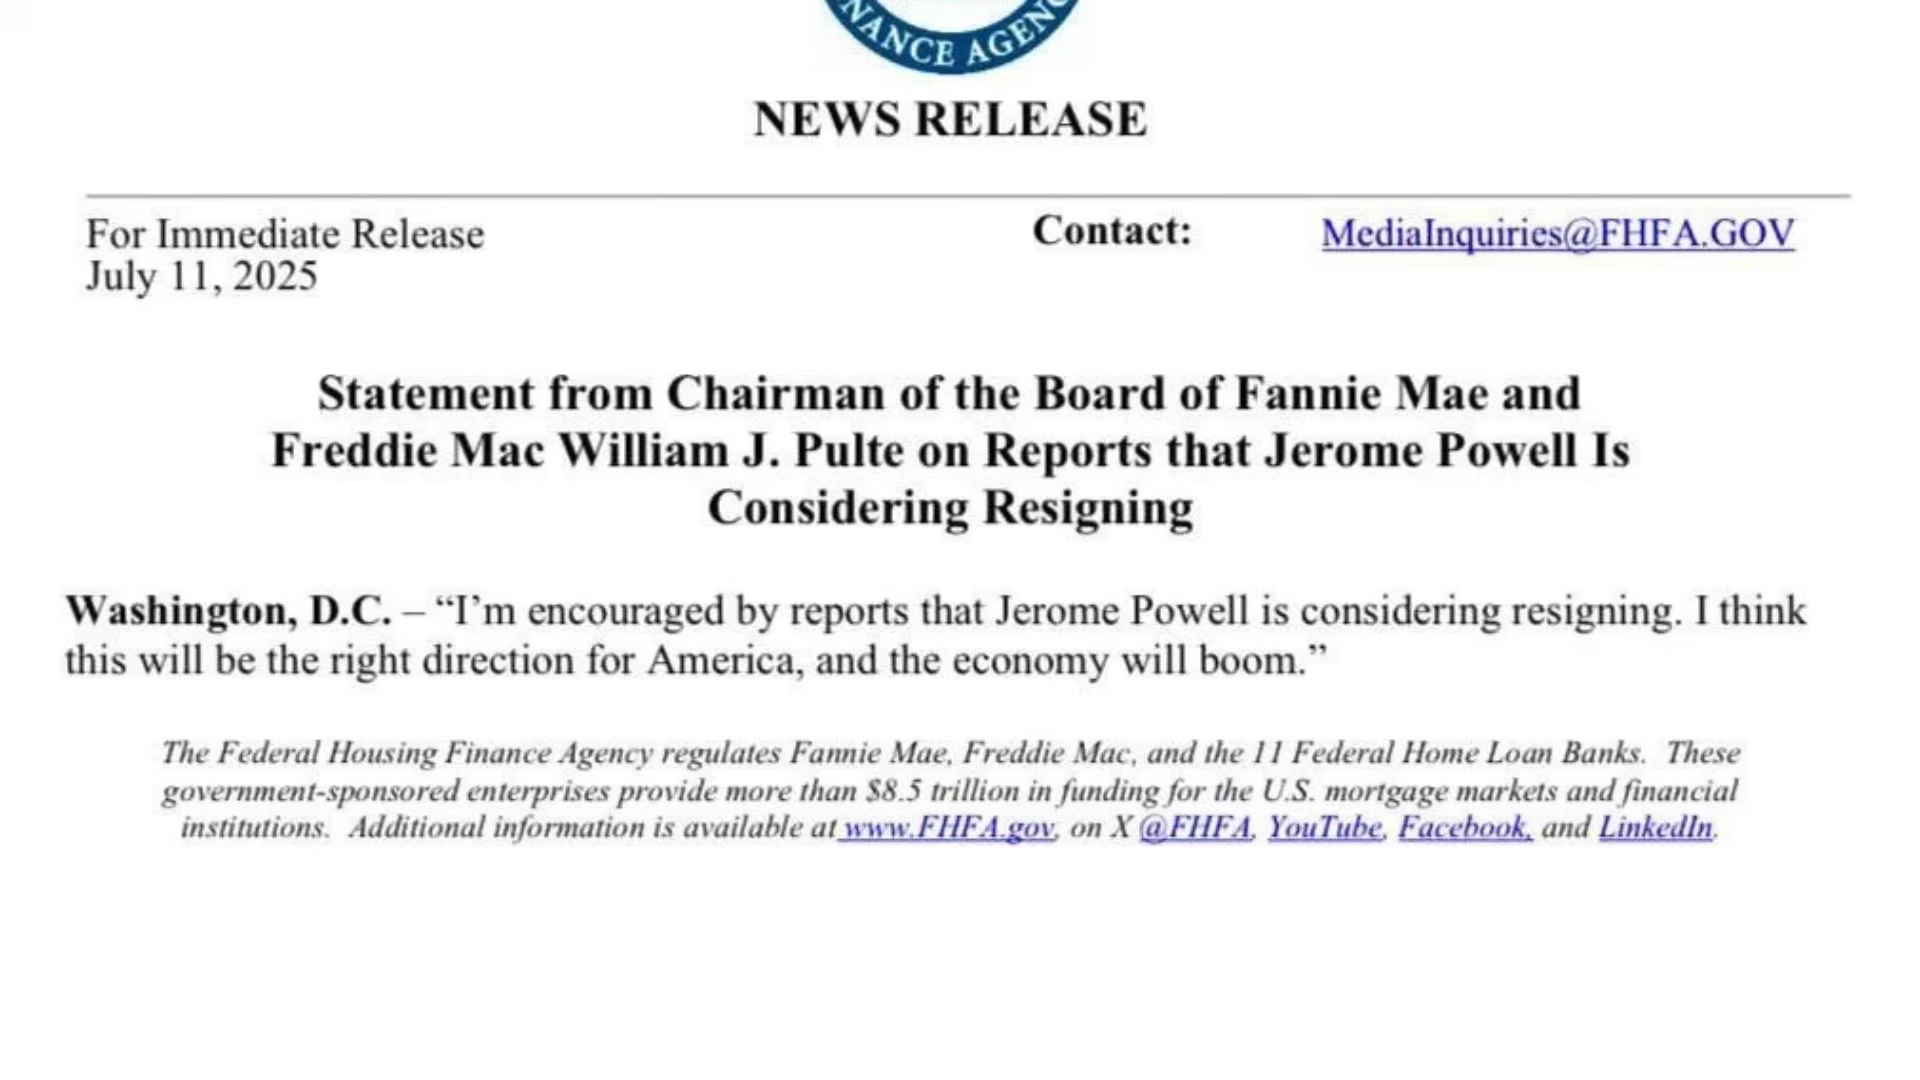 NANCE AGENC
NEWS RELEASE
For Immediate Release
Contact:
MediaInquiries@FHFA.GOV
July 11, 2025
Statement from Chairman of the Board of Fannie Mae and
Freddie Mac William J. Pulte on Reports that Jerome Powell Is
Considering Resigning
Washington, D.C. – “I’m encouraged by reports that Jerome Powell is considering resigning. I think
this will be the right direction for America, and the economy will boom.”
The Federal Housing Finance Agency regulates Fannie Mae, Freddie Mac, and the 11 Federal Home Loan Banks. These
government-sponsored enterprises provide more than $8.5 trillion in funding for the U.S. mortgage markets and financial
institutions. Additional information is available at www.FHFA.gov, on X @FHFA, YouTube, Facebook, and LinkedIn.